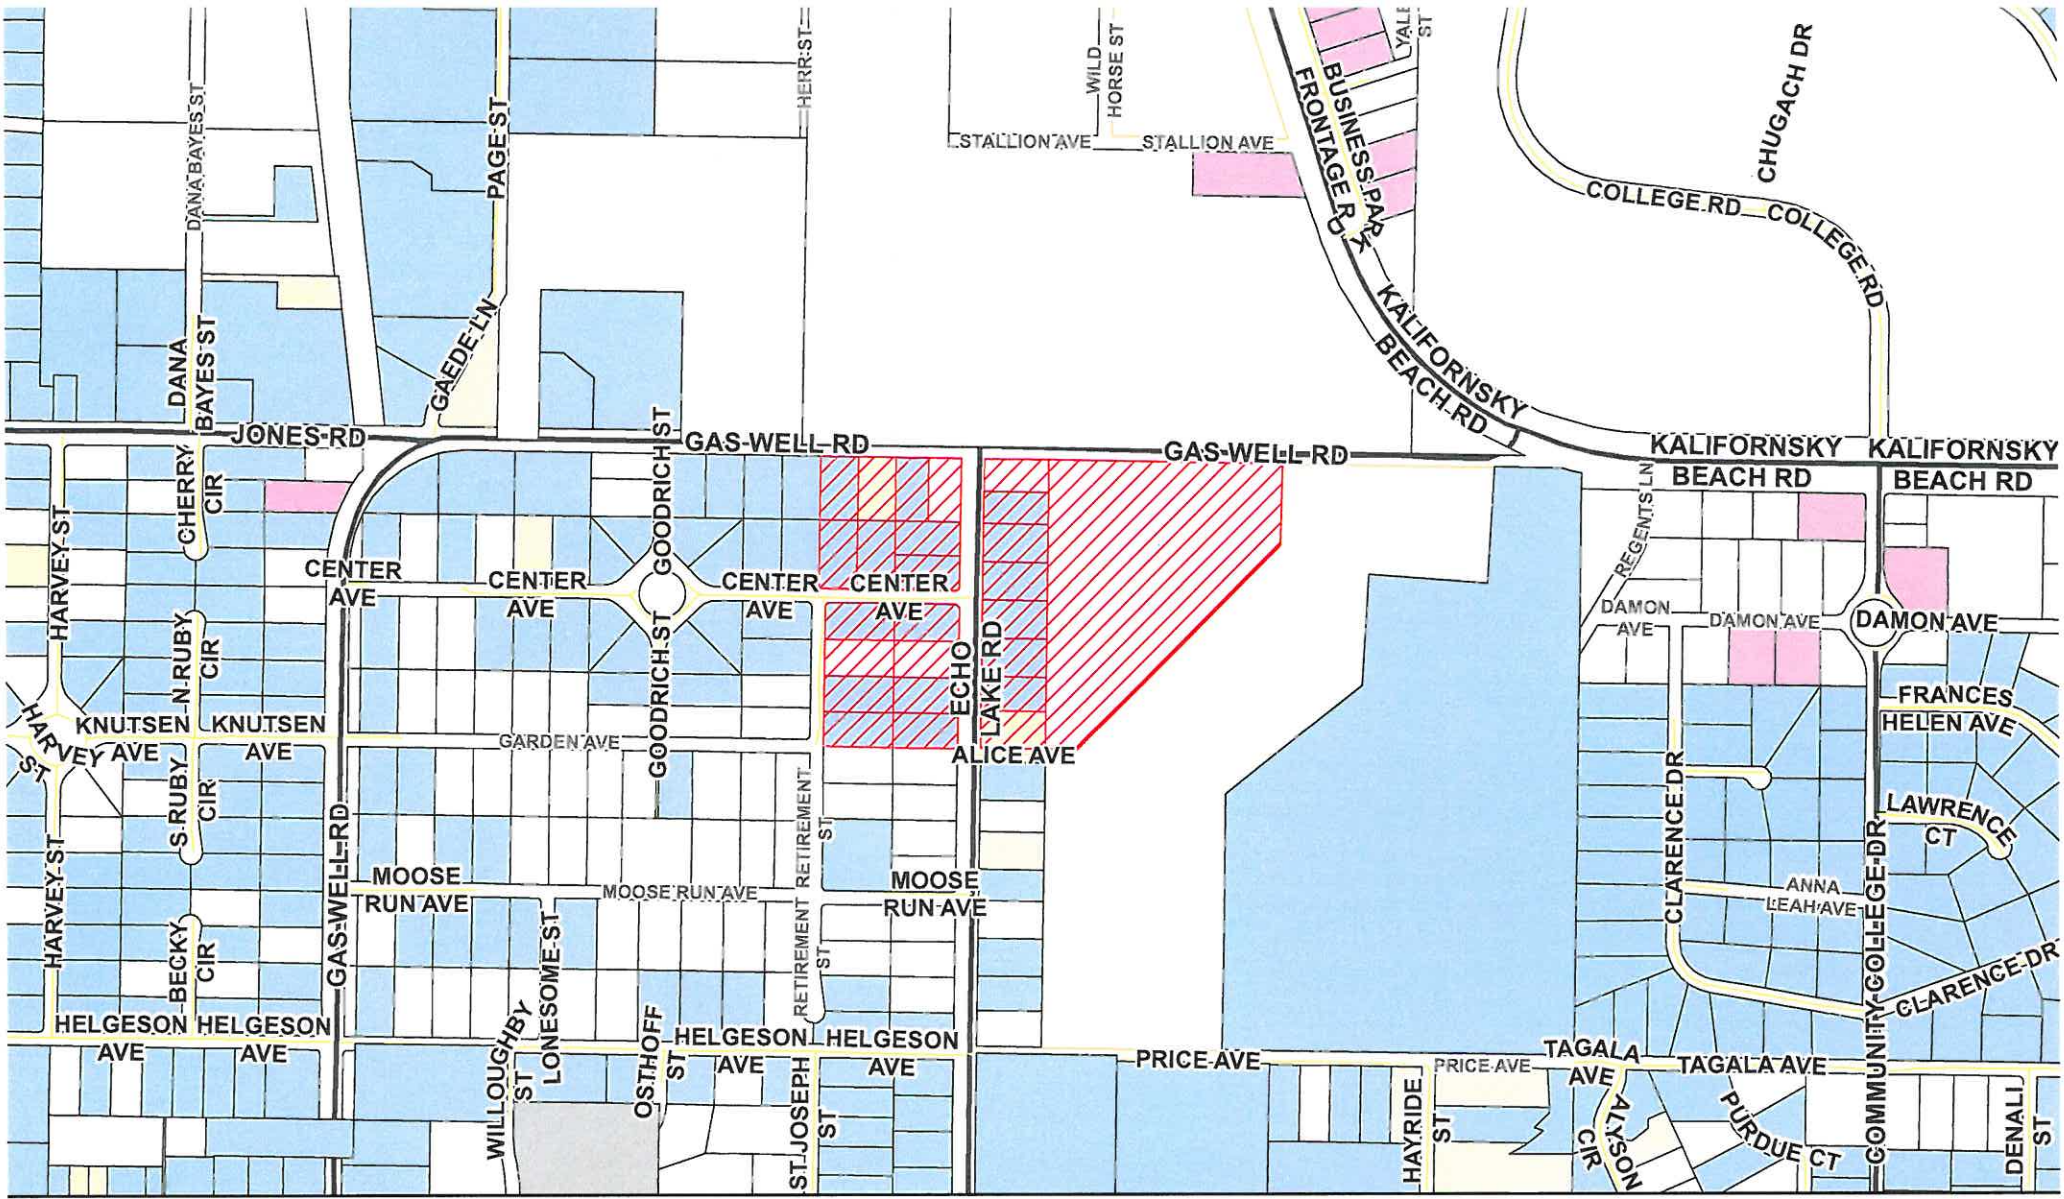 HERR ST
WILD
HORSE ST
YALE
ST
CHUGACH DR
DANA BAYES ST
PAGE ST
STALLION AVE
STALLION AVE
BUSINESS PARK
FRONTAGE RD
COLLEGE RD
COLLEGE RD
DANA
BAYES ST
GAEDE LN
KALIFORNSKY
BEACH RD
JONES RD
GAS WELL RD
GAS WELL RD
KALIFORNSKY
BEACH RD
KALIFORNSKY
BEACH RD
HARVEY ST
CHERRY
CIR
GOODRICH ST
REGENTS LN
CENTER
AVE
CENTER
AVE
CENTER
AVE
CENTER
AVE
DAMON
AVE
DAMON AVE
DAMON AVE
N RUBY
CIR
GOODRICH ST
ECHO
LAKE RD
FRANCES
HELEN AVE
HARVEY
ST
KNUTSEN
AVE
KNUTSEN
AVE
GARDEN AVE
ALICE AVE
S RUBY
CIR
RETIREMENT
ST
CLARENCE DR
LAWRENCE
CT
HARVEY ST
GAS WELL RD
MOOSE
RUN AVE
MOOSE RUN AVE
MOOSE
RUN AVE
ANNA
LEAH AVE
BECKY
CIR
LONESOME ST
RETIREMENT
ST
COMMUNITY COLLEGE DR
CLARENCE DR
HELGESON
AVE
HELGESON
AVE
WILLOUGHBY
ST
OSTHOFF
ST
HELGESON
AVE
HELGESON
AVE
PRICE AVE
PRICE AVE
TAGALA
AVE
TAGALA AVE
ST JOSEPH
ST
HAYRIDE
ST
ALYSON
CIR
PURDUE CT
DENALI
ST